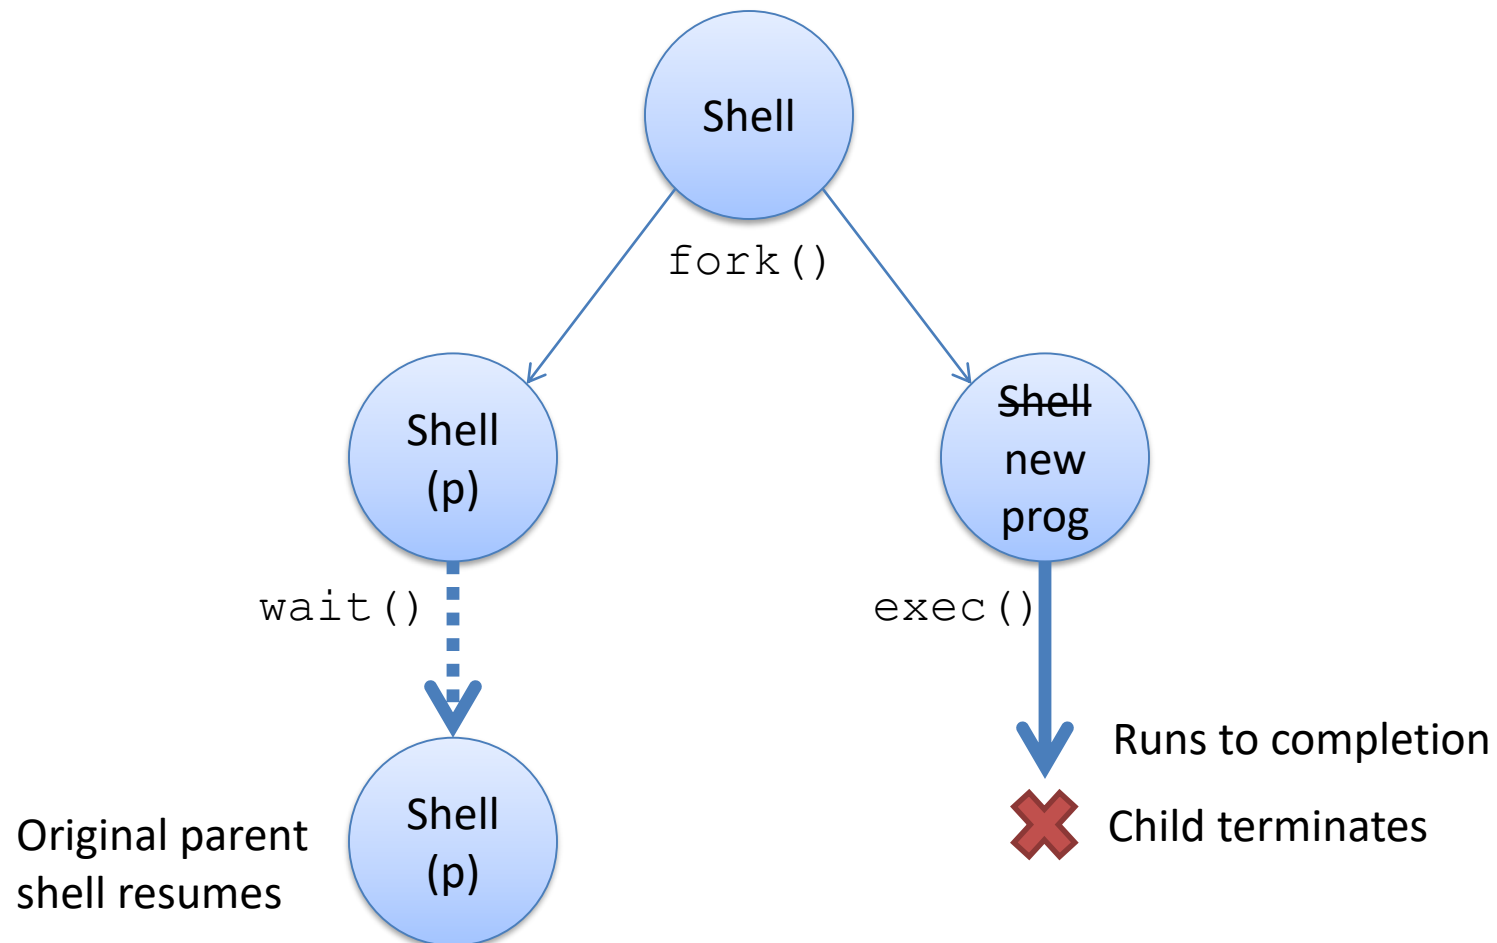 Shell
fork()
Shell
(p)
Shell
new
prog
wait()
exec()
Runs to completion
Child terminates
Shell
(p)
Original parent
shell resumes